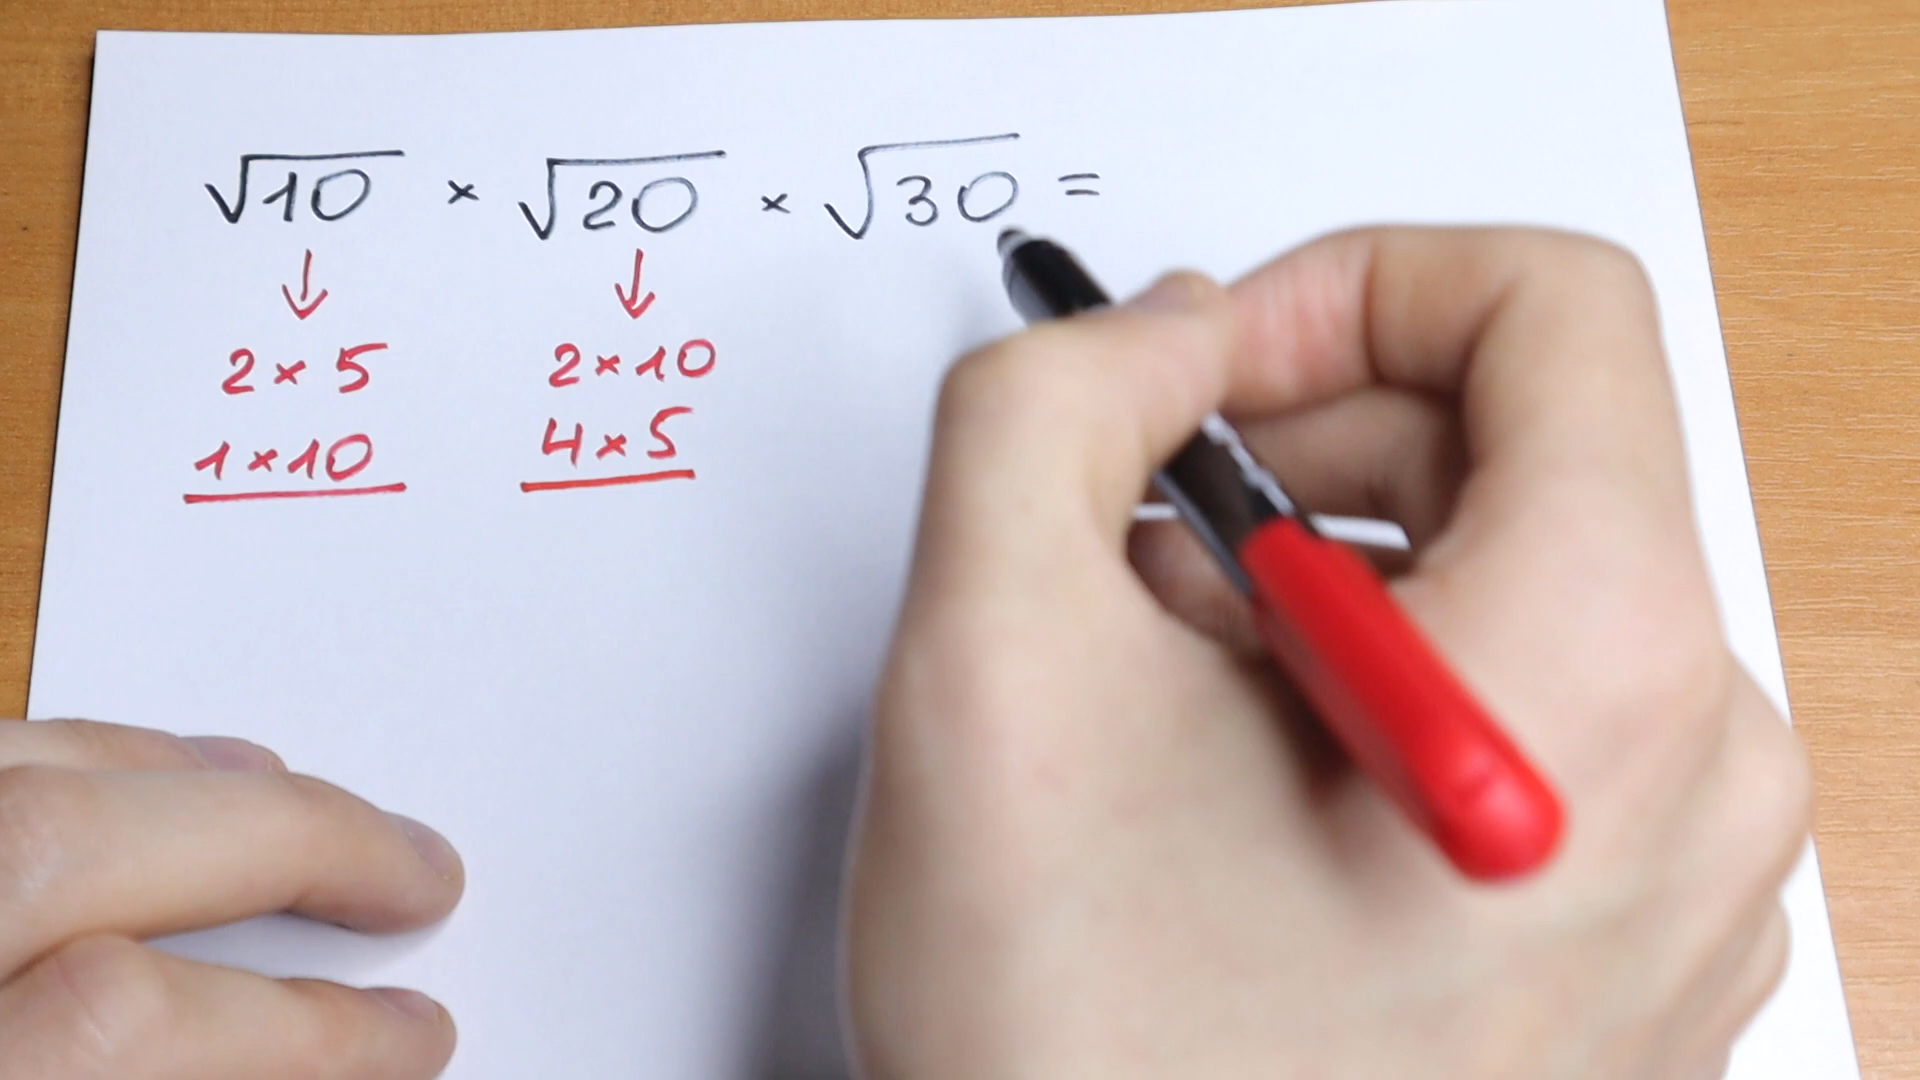 √10 × √20 × √30 =
↓ ↓
2 × 5 2 × 10
1 × 10 4 × 5